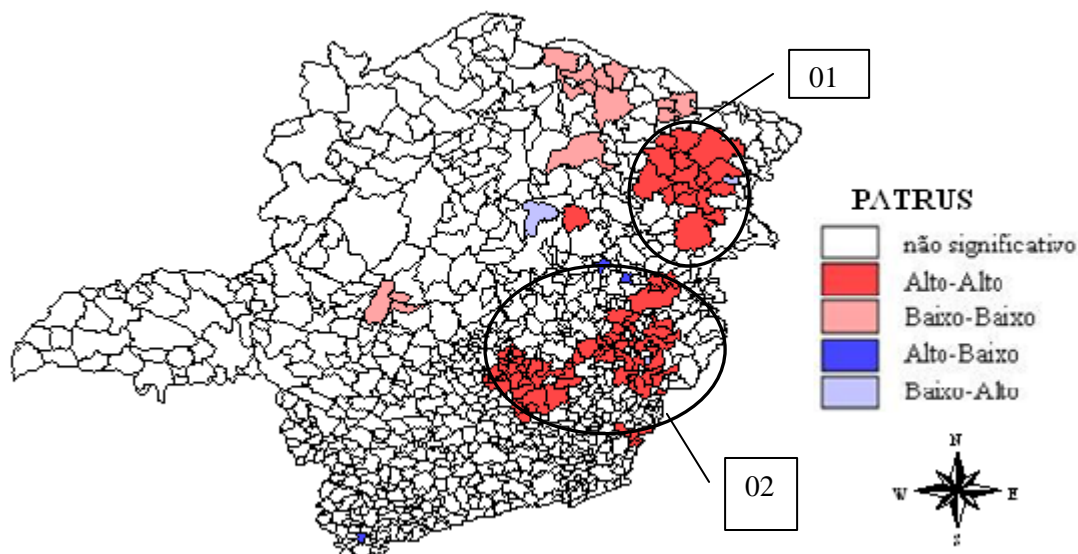 01
PATRUS
não significativo
Alto-Alto
Baixo-Baixo
Alto-Baixo
Baixo-Alto
N
W E
S
02